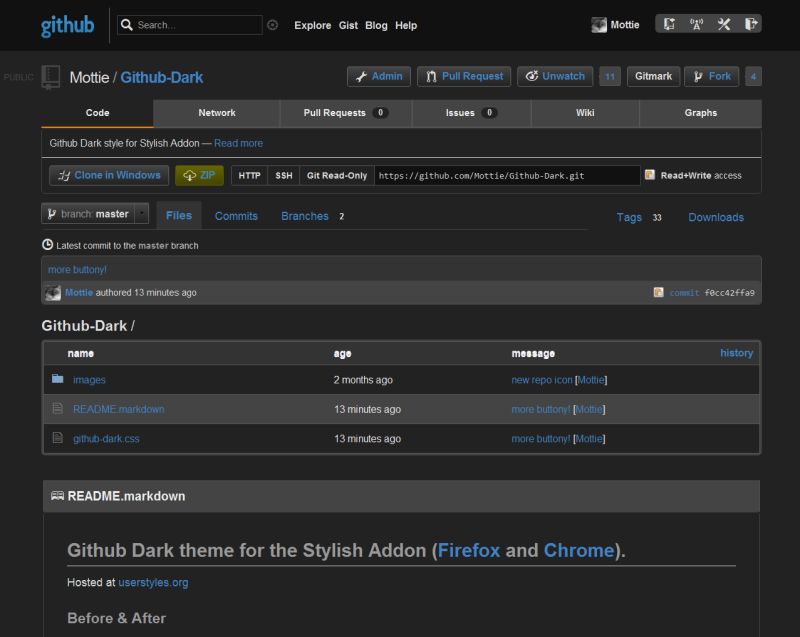 github
Search...
Explore Gist Blog Help
Mottie
PUBLIC
Mottie / Github-Dark
Admin
Pull Request
Unwatch 11
Gitmark
Fork 4
Code
Network
Pull Requests 0
Issues 0
Wiki
Graphs
Github Dark style for Stylish Addon — Read more
Clone in Windows
ZIP
HTTP
SSH
Git Read-Only
https://github.com/Mottie/Github-Dark.git
Read+Write access
branch: master
Files
Commits
Branches 2
Tags 33
Downloads
Latest commit to the master branch
more buttony!
Mottie authored 13 minutes ago
commit f0cc42ffa9
Github-Dark /
name age message history
images 2 months ago new repo icon [Mottie]
README.markdown 13 minutes ago more buttony! [Mottie]
github-dark.css 13 minutes ago more buttony! [Mottie]
README.markdown
Github Dark theme for the Stylish Addon (Firefox and Chrome).
Hosted at userstyles.org
Before & After